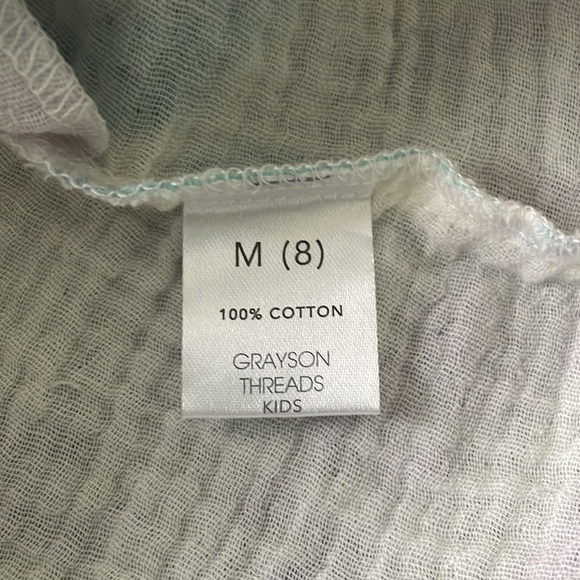 M (8)
100% COTTON
GRAYSON
THREADS
KIDS